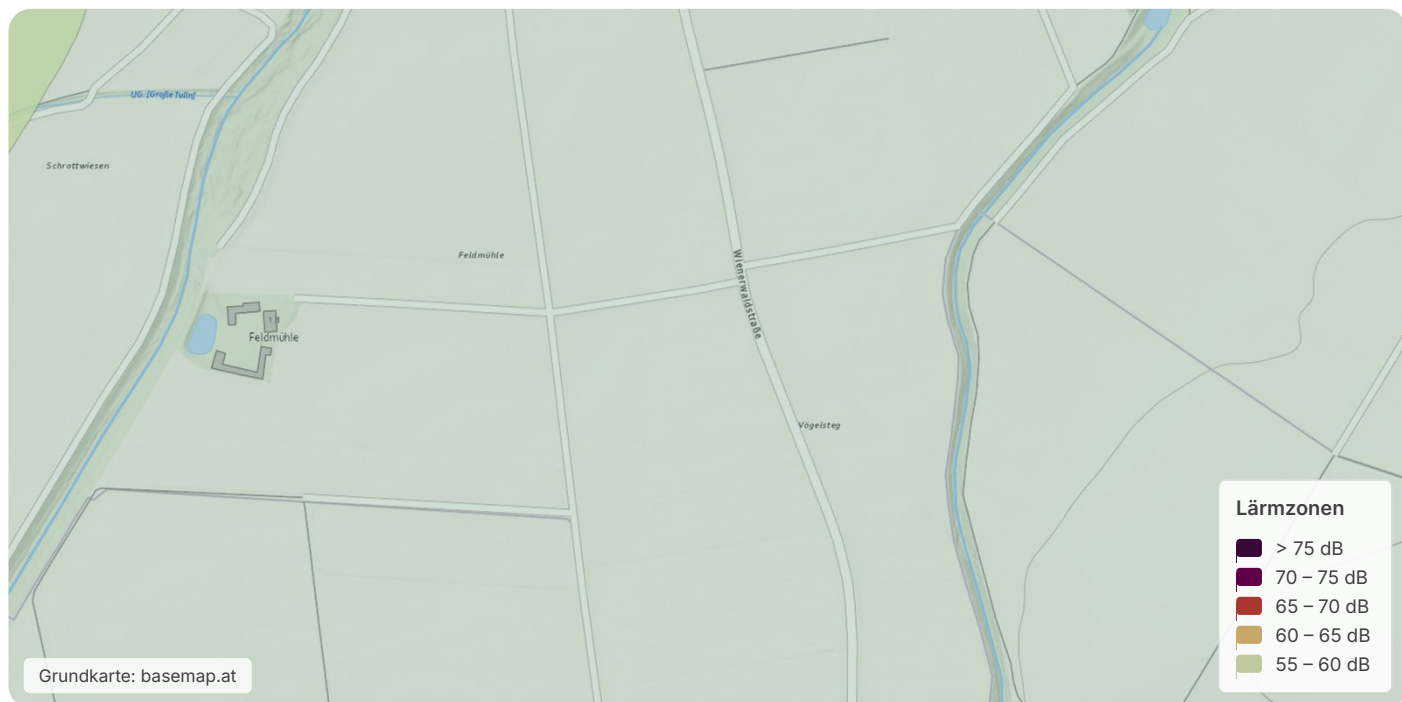 UG. [Große Tulln]
Schrottwiesen
Feldmühle
Wienerwaldstraße
Feldmühle
Vögelsteg
Lärmzonen
> 75 dB
70 – 75 dB
65 – 70 dB
60 – 65 dB
55 – 60 dB
Grundkarte: basemap.at